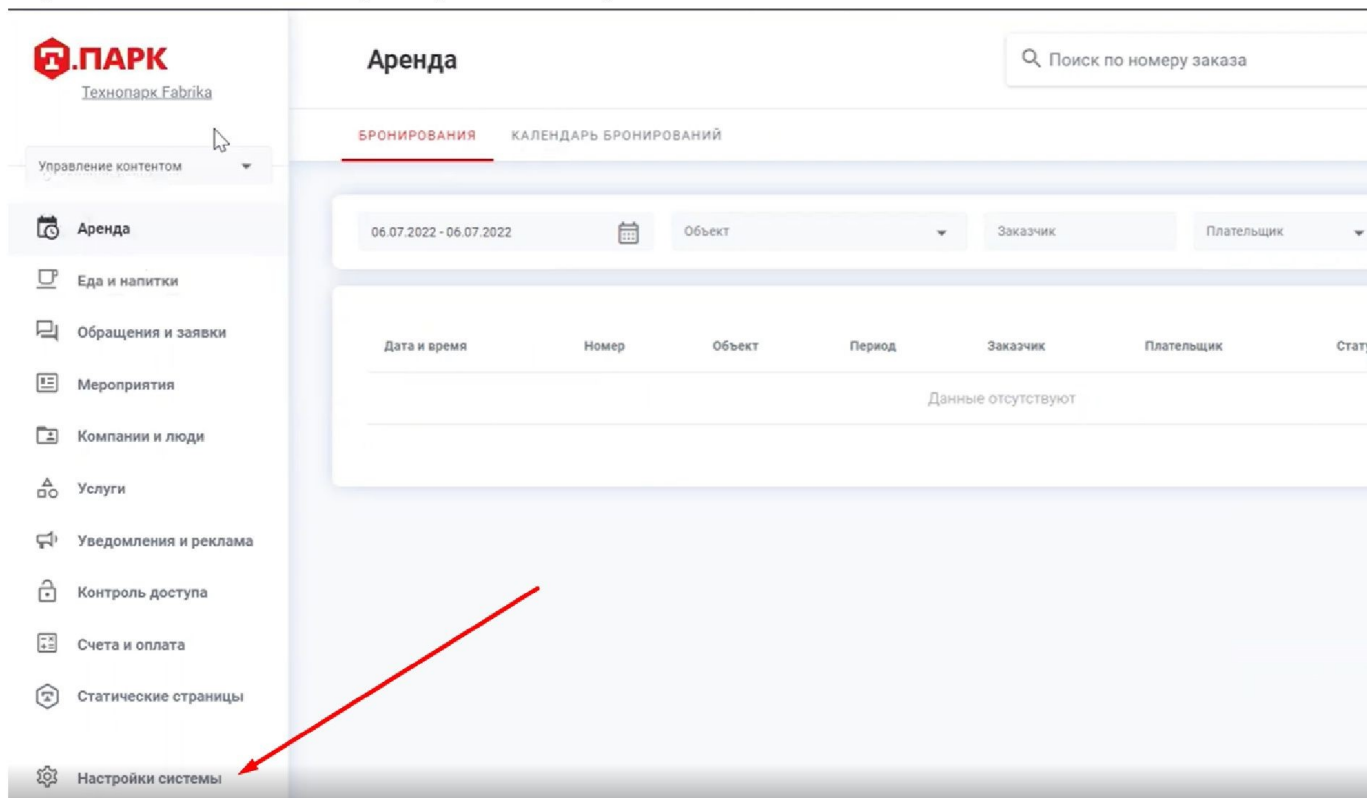 Т.ПАРК
Технопарк Fabrika
Управление контентом
Аренда
Еда и напитки
Обращения и заявки
Мероприятия
Компании и люди
Услуги
Уведомления и реклама
Контроль доступа
Счета и оплата
Статические страницы
Настройки системы
Аренда
Поиск по номеру заказа
БРОНИРОВАНИЯ КАЛЕНДАРЬ БРОНИРОВАНИЙ
06.07.2022 - 06.07.2022 Объект Заказчик Плательщик
Дата и время Номер Объект Период Заказчик Плательщик Стату
Данные отсутствуют